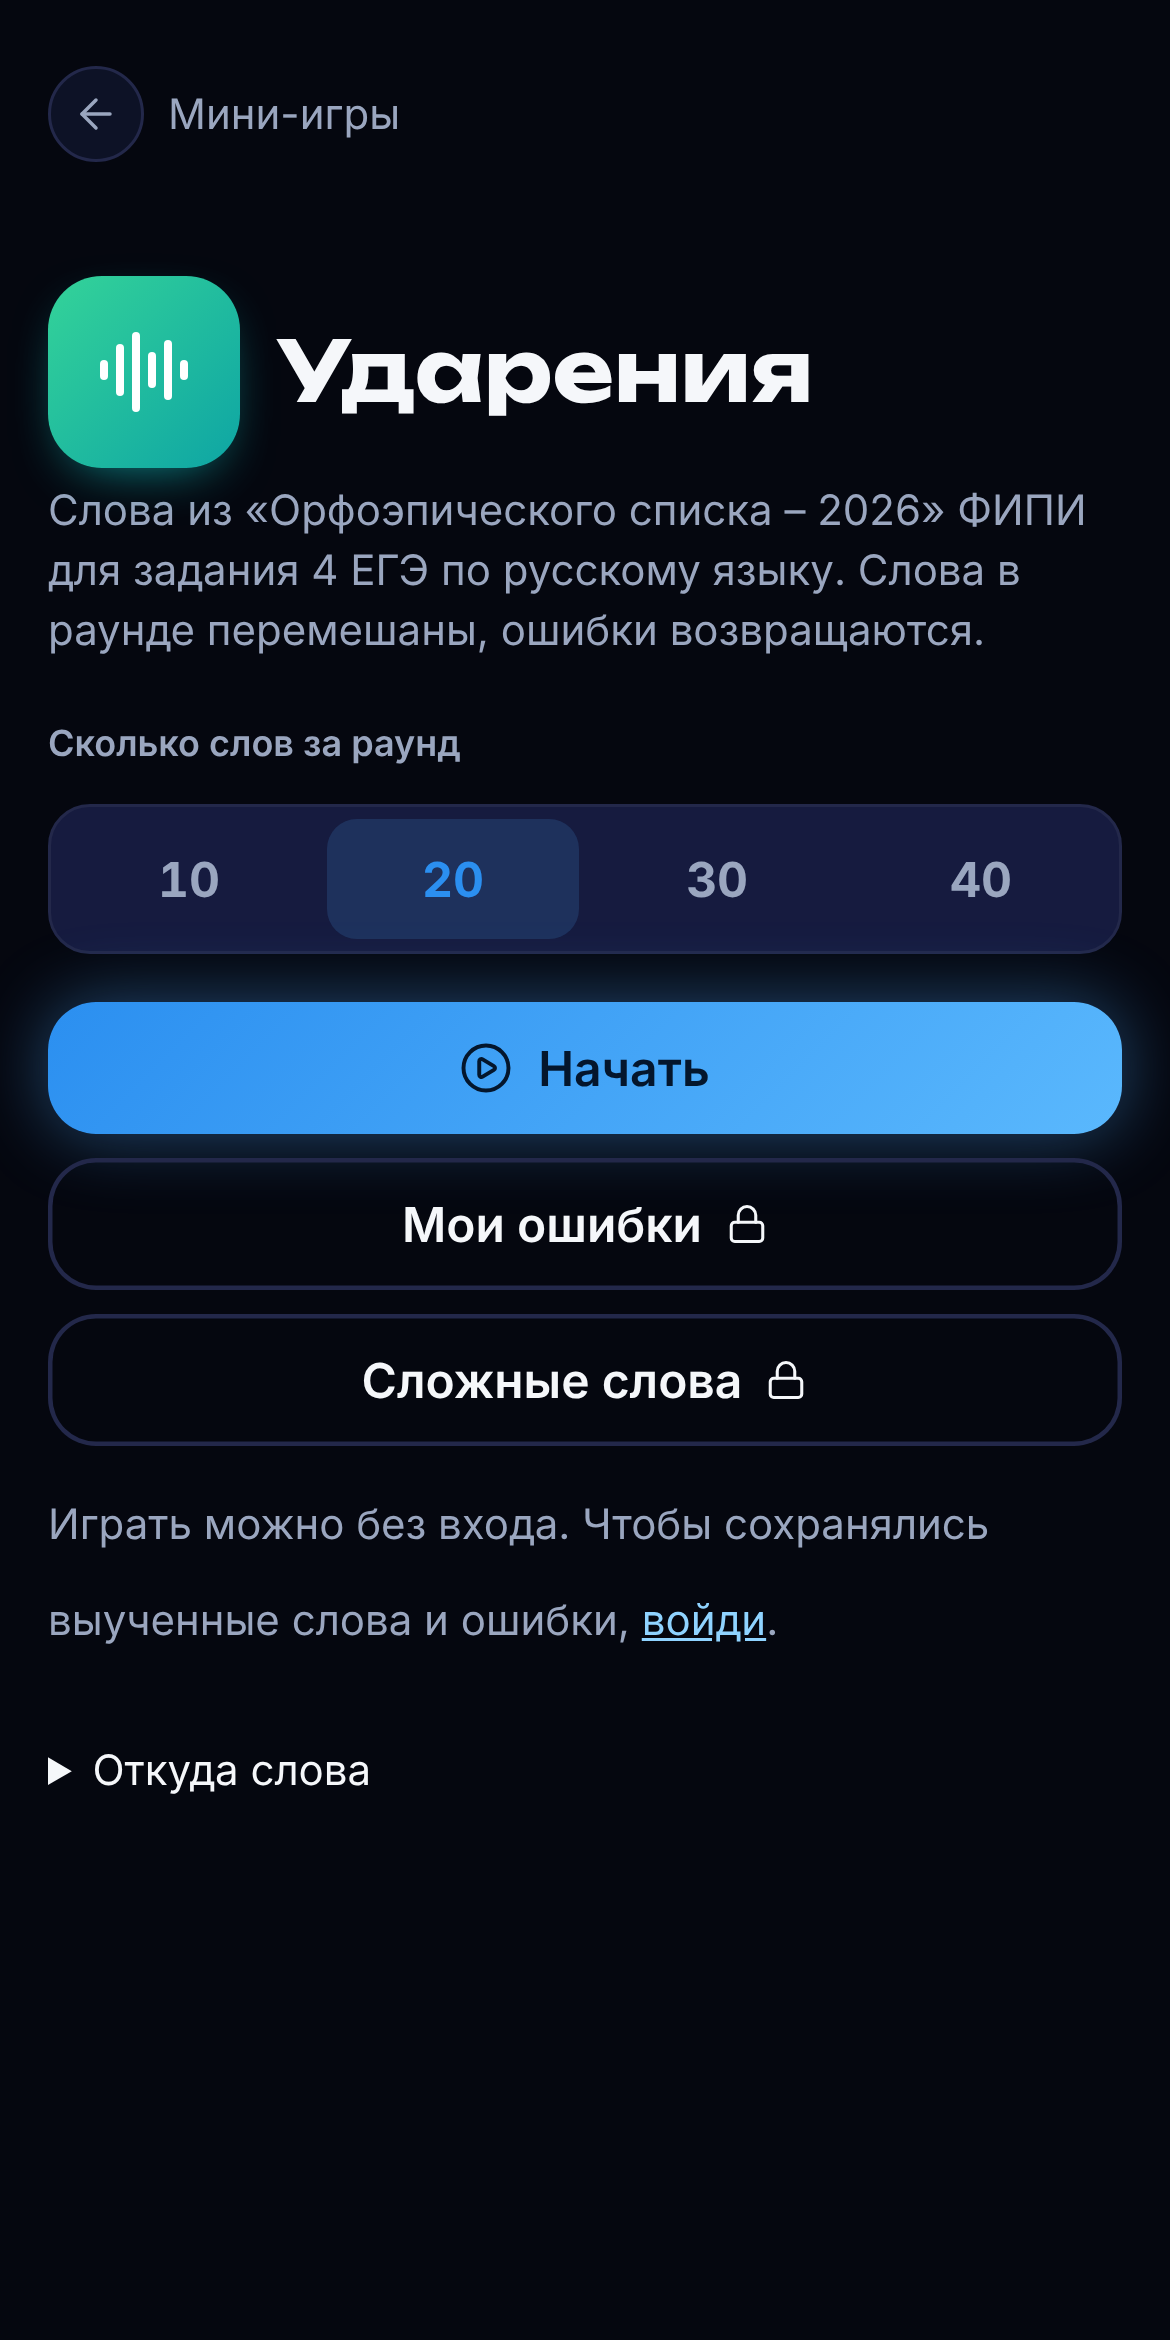 Мини-игры
Ударения
Слова из «Орфоэпического списка – 2026» ФИПИ
для задания 4 ЕГЭ по русскому языку. Слова в
раунде перемешаны, ошибки возвращаются.
Сколько слов за раунд
10 20 30 40
Начать
Мои ошибки
Сложные слова
Играть можно без входа. Чтобы сохранялись
выученные слова и ошибки, войди.
Откуда слова